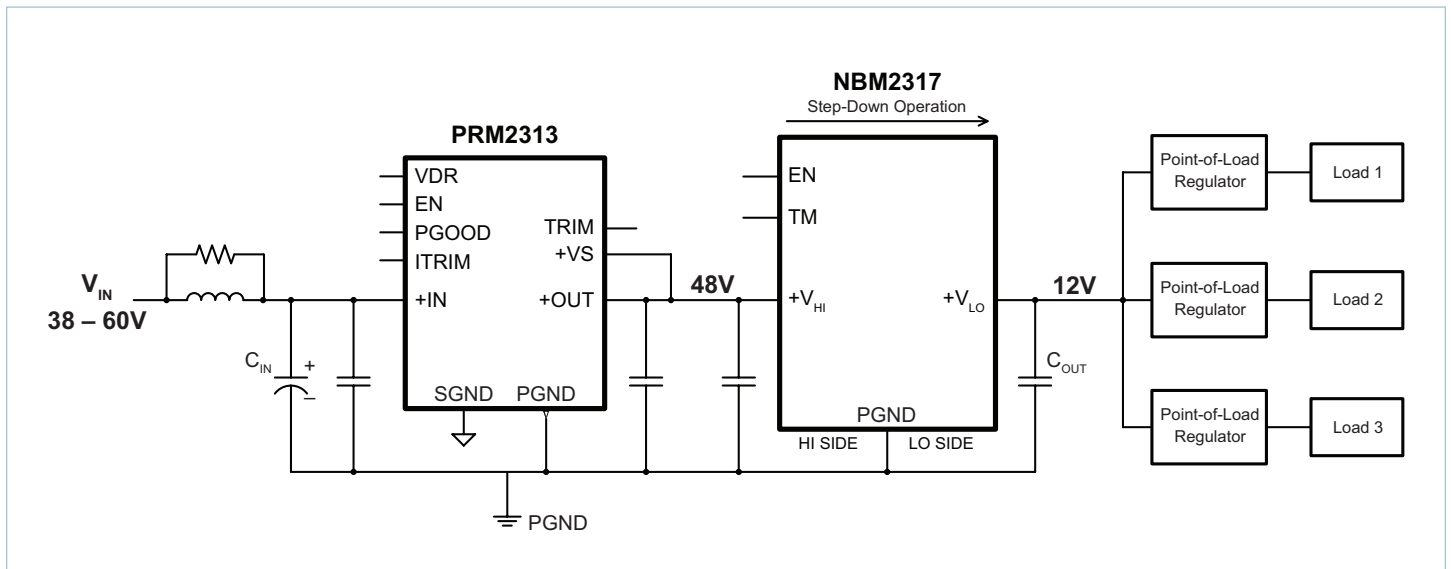 NBM2317
Step-Down Operation
PRM2313
VDR
EN
PGOOD
ITRIM
+IN
TRIM
+VS
+OUT
SGND
PGND
V_IN
38 – 60V
C_IN
+
–
48V
EN
TM
+V_HI
+V_LO
PGND
HI SIDE
LO SIDE
12V
C_OUT
Point-of-Load
Regulator
Load 1
Point-of-Load
Regulator
Load 2
Point-of-Load
Regulator
Load 3
PGND